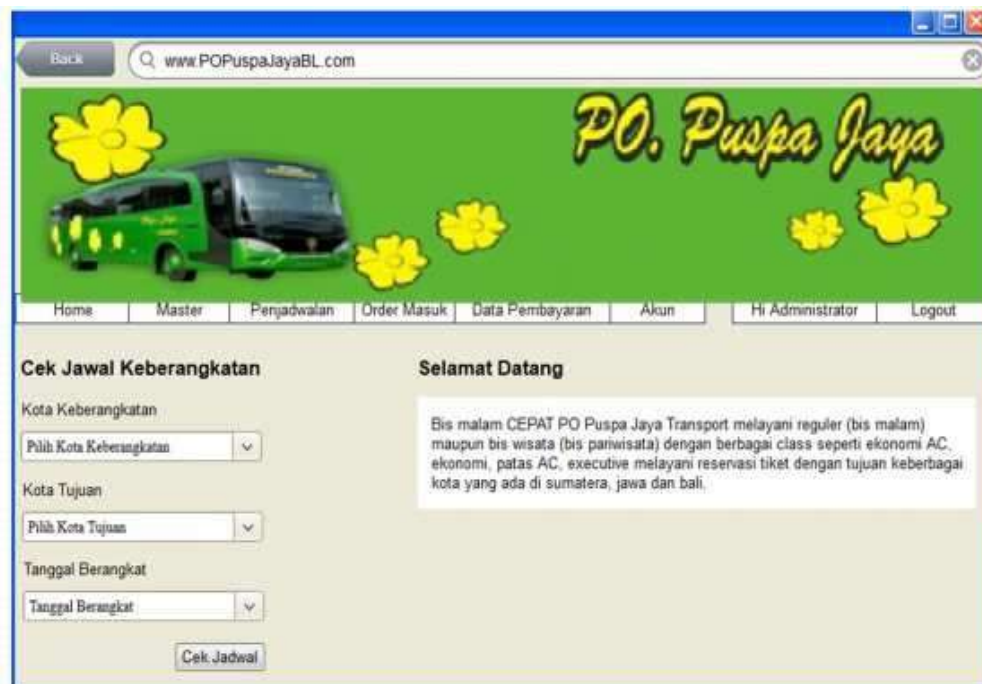 Back
www.POPuspaJayaBL.com
PO. Puspa Jaya
Home Master Penjadwalan Order Masuk Data Pembayaran Akun Hi Administrator Logout
Cek Jawal Keberangkatan
Kota Keberangkatan
Pilih Kota Keberangkatan
Kota Tujuan
Pilih Kota Tujuan
Tanggal Berangkat
Tanggal Berangkat
Cek Jadwal
Selamat Datang
Bis malam CEPAT PO Puspa Jaya Transport melayani reguler (bis malam)
maupun bis wisata (bis pariwisata) dengan berbagai class seperti ekonomi AC,
ekonomi, patas AC, executive melayani reservasi tiket dengan tujuan keberbagai
kota yang ada di sumatera, jawa dan bali.